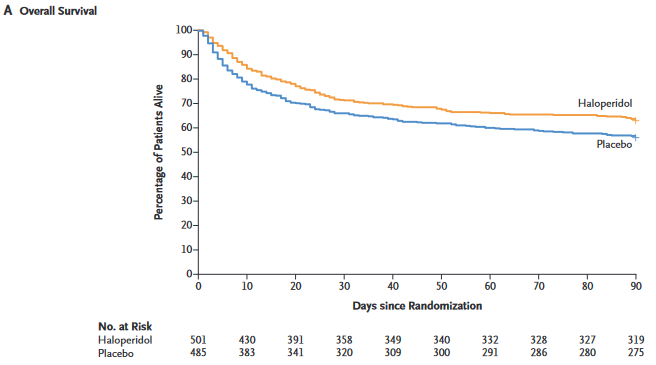 A Overall Survival
100
90
80
70
60
50
40
30
20
10
0
Percentage of Patients Alive
Haloperidol
Placebo
0 10 20 30 40 50 60 70 80 90
Days since Randomization
No. at Risk
Haloperidol 501 430 391 358 349 340 332 328 327 319
Placebo 485 383 341 320 309 300 291 286 280 275